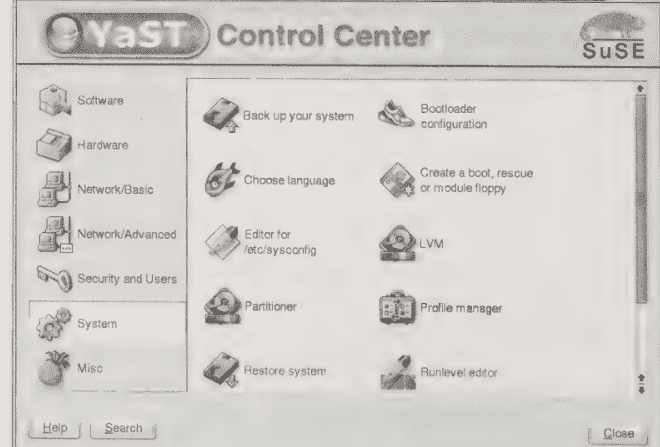 YaST Control Center
SuSE
Software
Hardware
Network/Basic
Network/Advanced
Security and Users
System
Misc
Back up your system
Bootloader
configuration
Choose language
Create a boot, rescue
or module floppy
Editor for
/etc/sysconfig
LVM
Partitioner
Profile manager
Restore system
Runlevel editor
Help
Search
Close